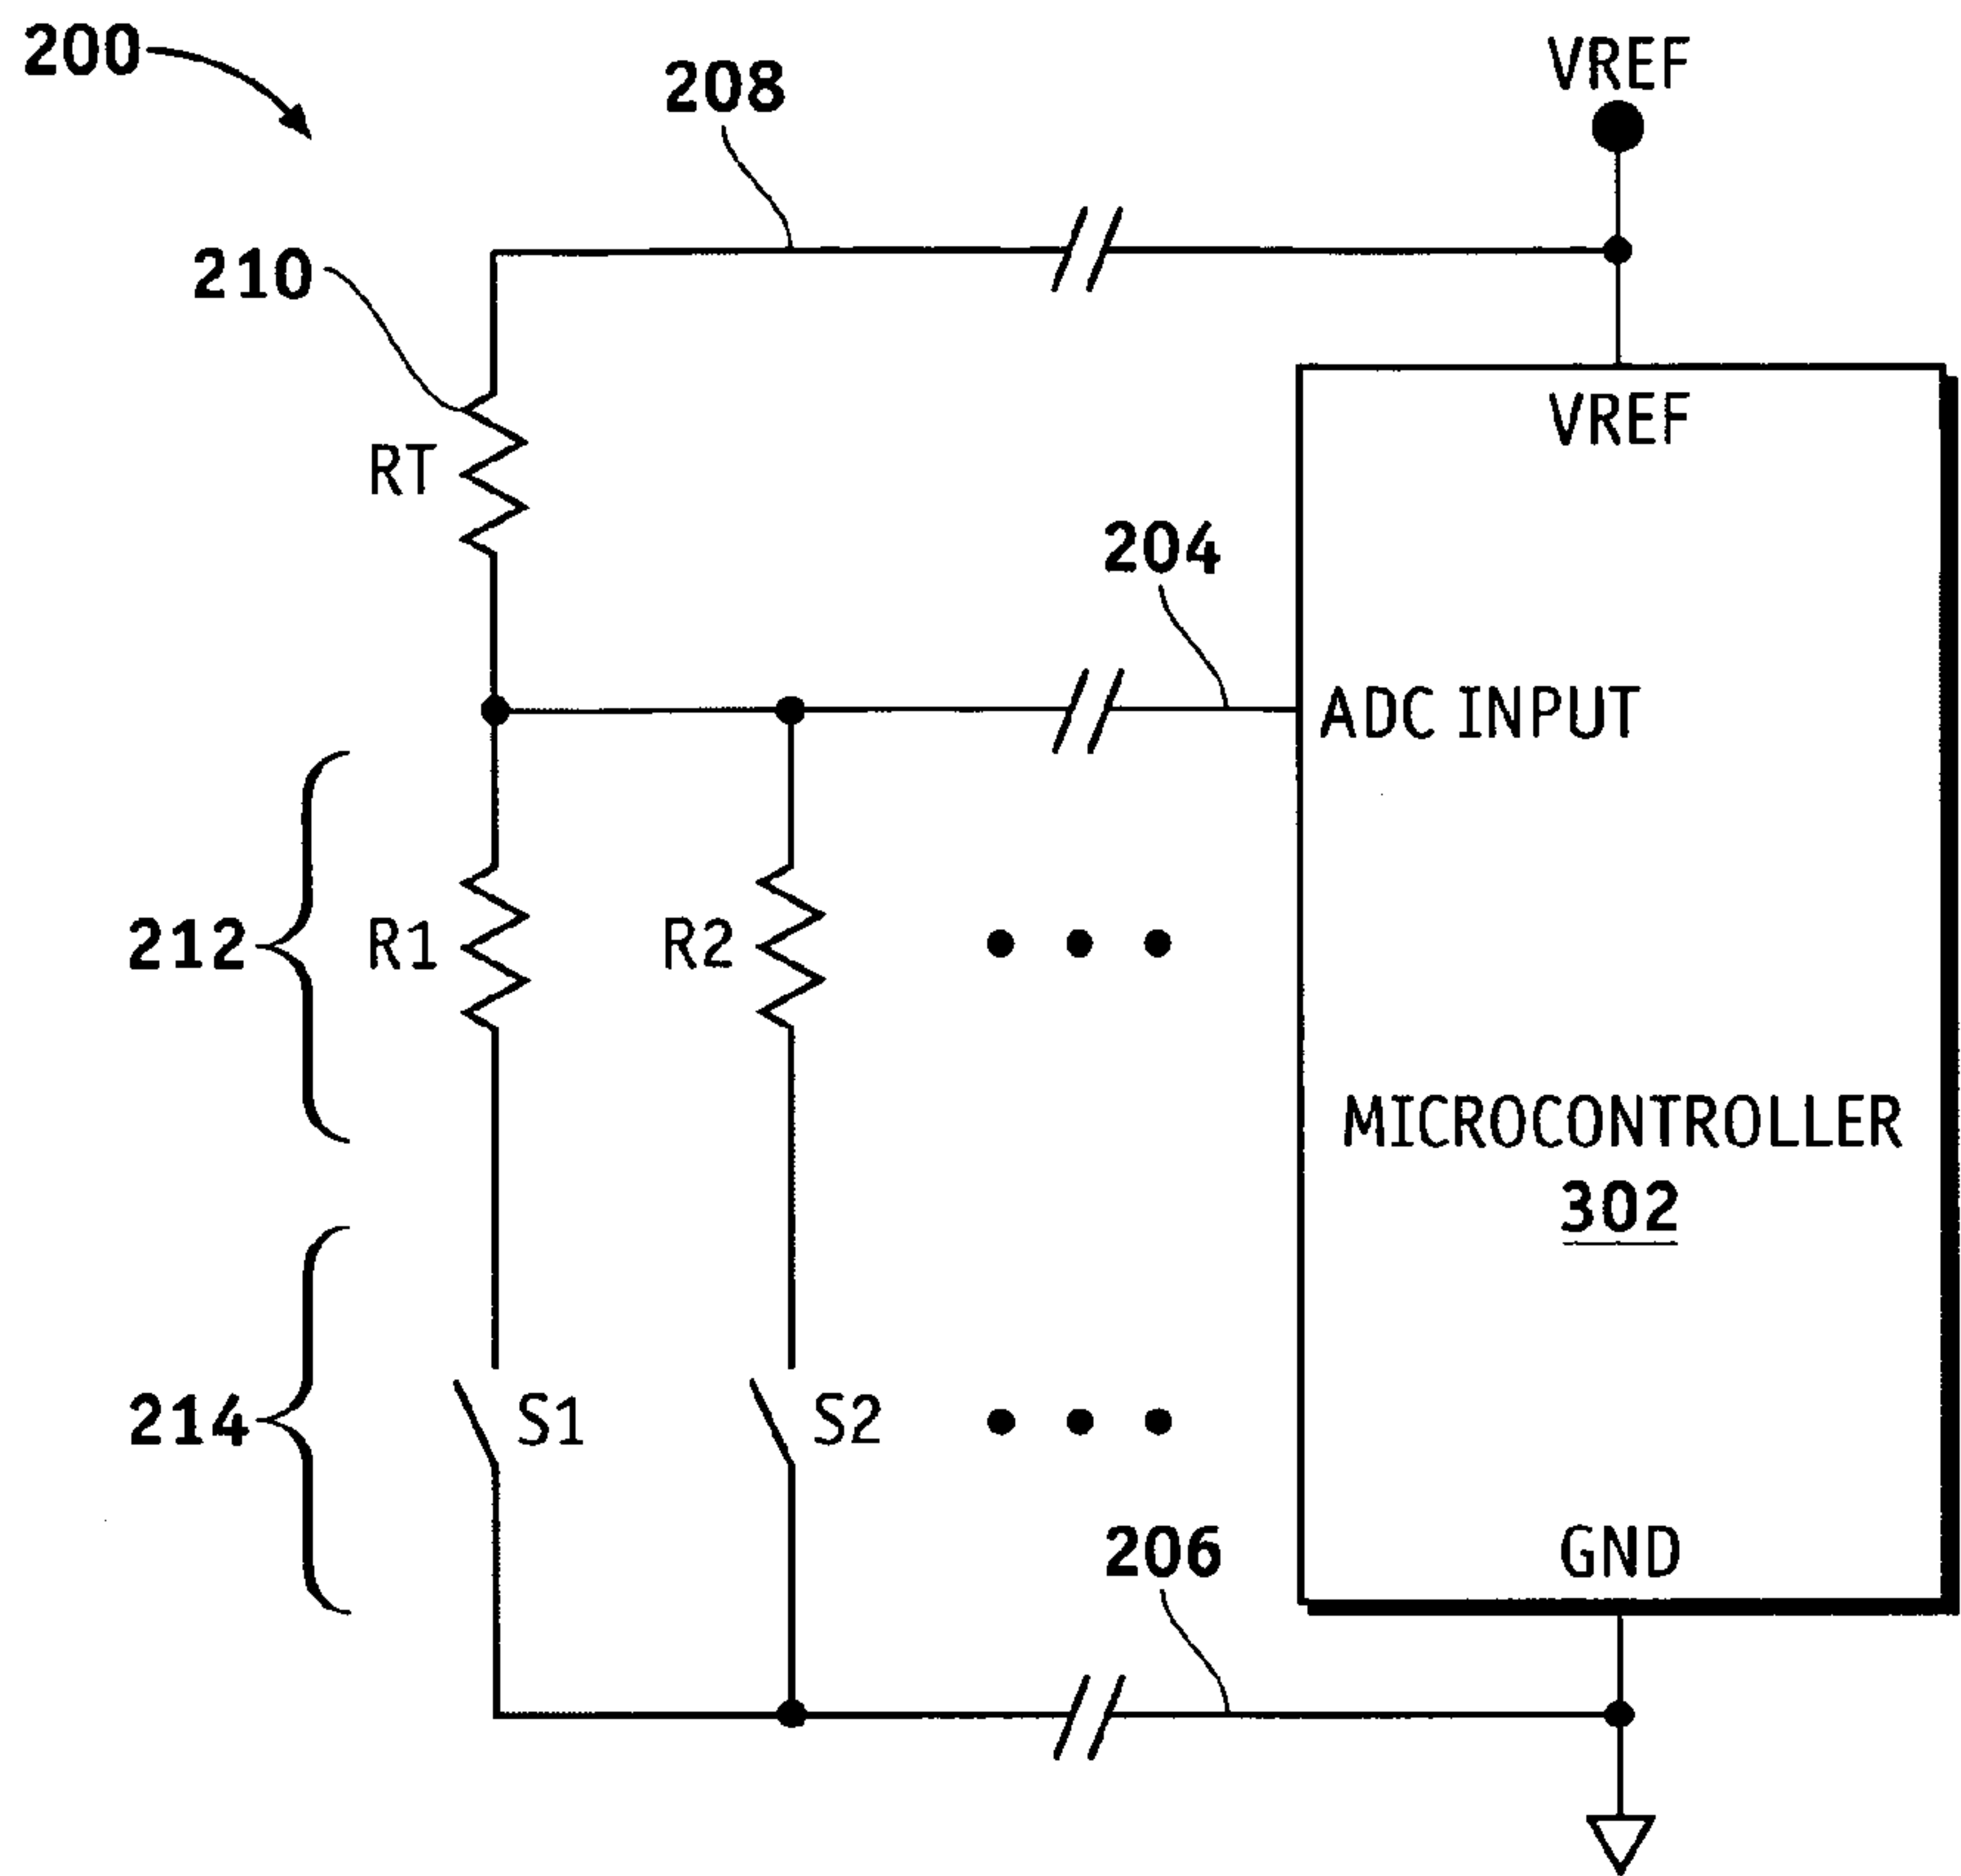 200
208
VREF
210
VREF
RT
204
ADC INPUT
212
R1
R2
MICROCONTROLLER
302
214
S1
S2
206
GND